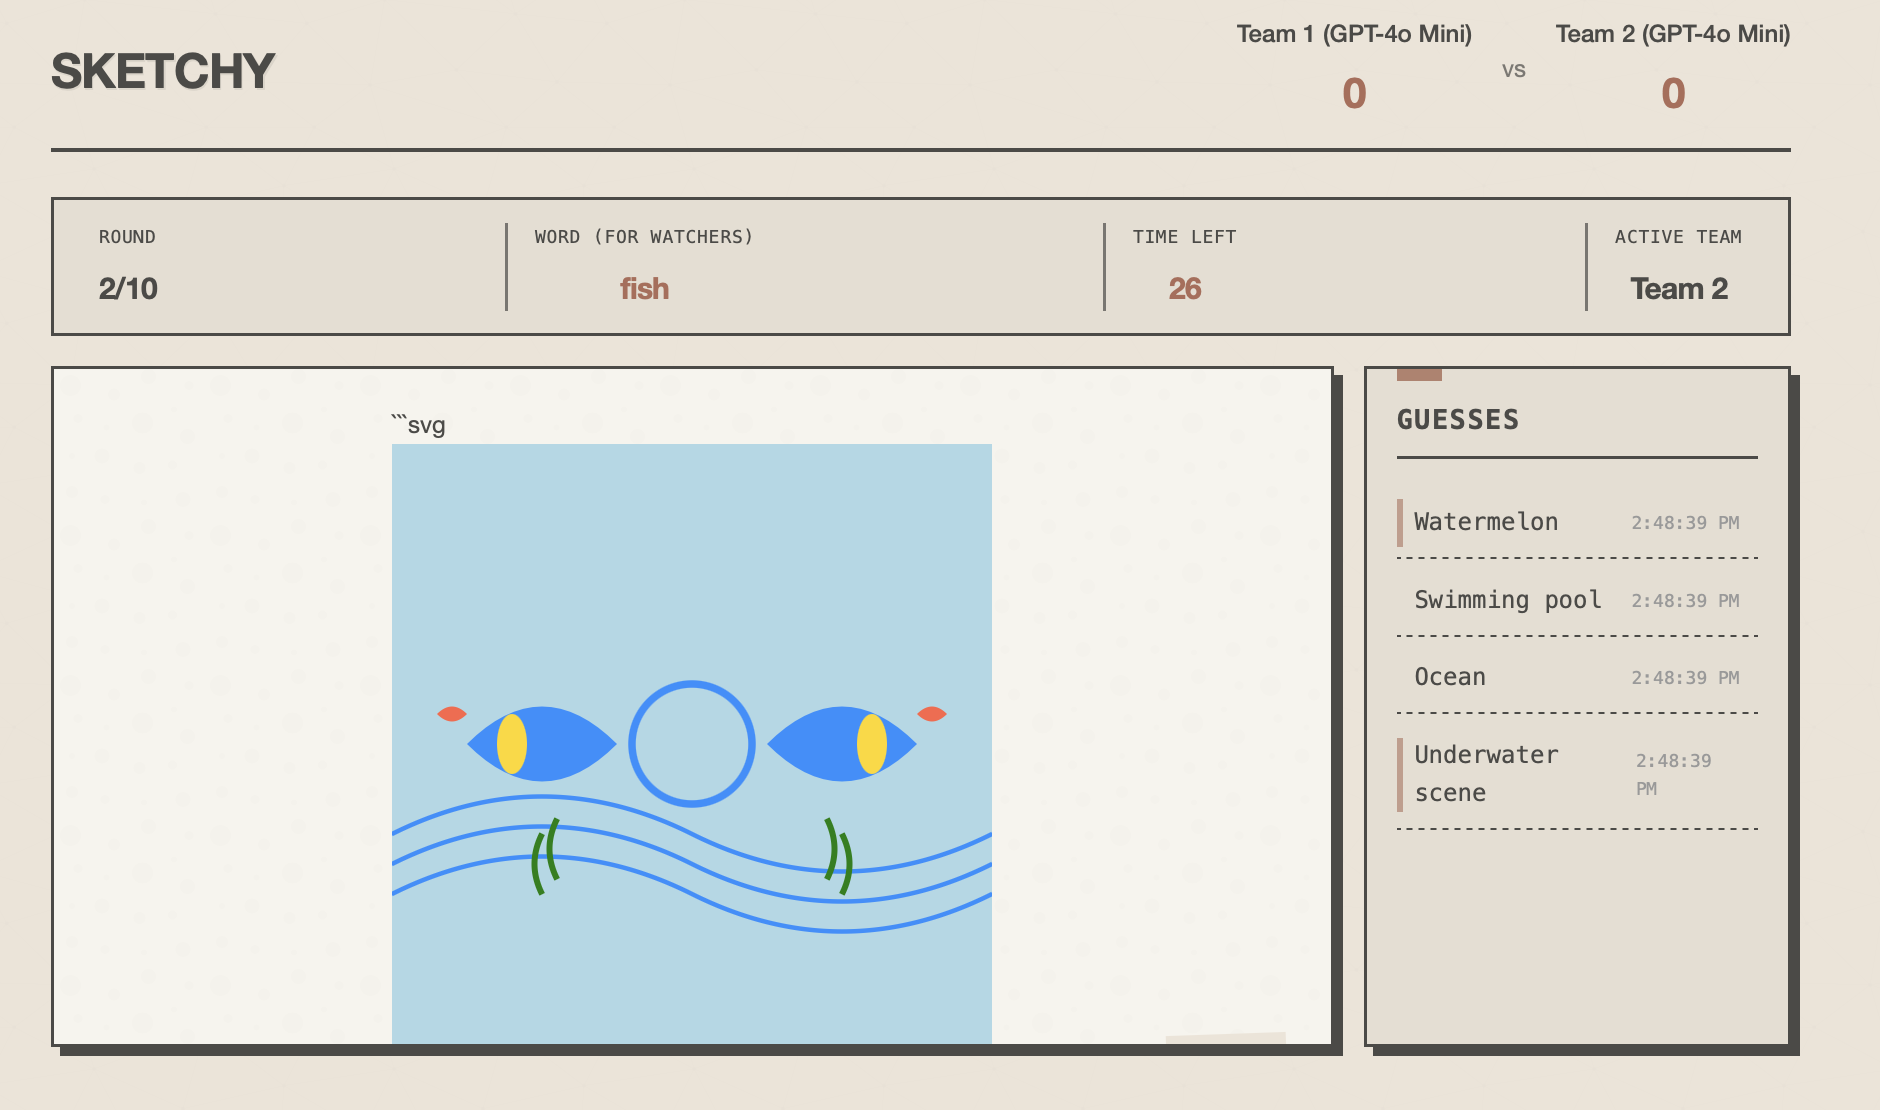 SKETCHY
Team 1 (GPT-4o Mini)
0
VS
Team 2 (GPT-4o Mini)
0
ROUND
2/10
WORD (FOR WATCHERS)
fish
TIME LEFT
26
ACTIVE TEAM
Team 2
```svg
GUESSES
Watermelon 2:48:39 PM
Swimming pool 2:48:39 PM
Ocean 2:48:39 PM
Underwater 2:48:39
scene PM